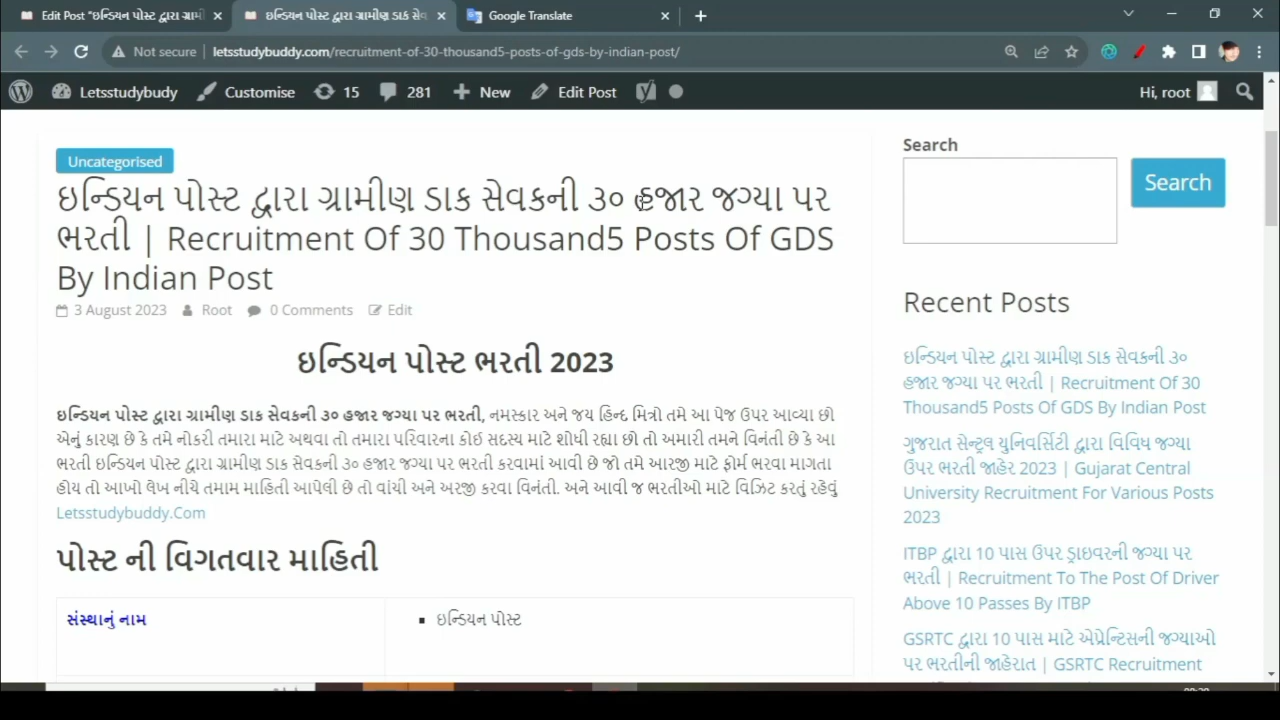 Edit Post "ઇન્ડિયન પોસ્ટ દ્વારા ગ્રામી
ઇન્ડિયન પોસ્ટ દ્વારા ગ્રામીણ ડાક સેવ
Google Translate
Not secure
letsstudybuddy.com/recruitment-of-30-thousand5-posts-of-gds-by-indian-post/
Letsstudybudy
Customise
15
281
New
Edit Post
Hi, root
Uncategorised
ઇન્ડિયન પોસ્ટ દ્વારા ગ્રામીણ ડાક સેવકની ૩૦ હજાર જગ્યા પર
ભરતી | Recruitment Of 30 Thousand5 Posts Of GDS
By Indian Post
3 August 2023 Root 0 Comments Edit
ઇન્ડિયન પોસ્ટ ભરતી 2023
ઇન્ડિયન પોસ્ટ દ્વારા ગ્રામીણ ડાક સેવકની ૩૦ હજાર જગ્યા પર ભરતી, નમસ્કાર અને જય હિન્દ મિત્રો તમે આ પેજ ઉપર આવ્યા છો
એનું કારણ છે કે તમે નોકરી તમારા માટે અથવા તો તમારા પરિવારના કોઈ સદસ્ય માટે શોધી રહ્યા છો તો અમારી તમને વિનંતી છે કે આ
ભરતી ઇન્ડિયન પોસ્ટ દ્વારા ગ્રામીણ ડાક સેવકની ૩૦ હજાર જગ્યા પર ભરતી કરવામાં આવી છે જો તમે આરજી માટે ફોર્મ ભરવા માગતા
હોય તો આખો લેખ નીચે તમામ માહિતી આપેલી છે તો વાંચી અને અરજી કરવા વિનંતી. અને આવી જ ભરતીઓ માટે વિઝિટ કરતું રહેવું
Letsstudybuddy.Com
પોસ્ટ ની વિગતવાર માહિતી
સંસ્થાનું નામ
ઇન્ડિયન પોસ્ટ
Search
Search
Recent Posts
ઇન્ડિયન પોસ્ટ દ્વારા ગ્રામીણ ડાક સેવકની ૩૦
હજાર જગ્યા પર ભરતી | Recruitment Of 30
Thousand5 Posts Of GDS By Indian Post
ગુજરાત સેન્ટ્રલ યુનિવર્સિટી દ્વારા વિવિધ જગ્યા
ઉપર ભરતી જાહેર 2023 | Gujarat Central
University Recruitment For Various Posts
2023
ITBP દ્વારા 10 પાસ ઉપર ડ્રાઇવરની જગ્યા પર
ભરતી | Recruitment To The Post Of Driver
Above 10 Passes By ITBP
GSRTC દ્વારા 10 પાસ માટે એપ્રેન્ટિસની જગ્યાઓ
પર ભરતીની જાહેરાત | GSRTC Recruitment